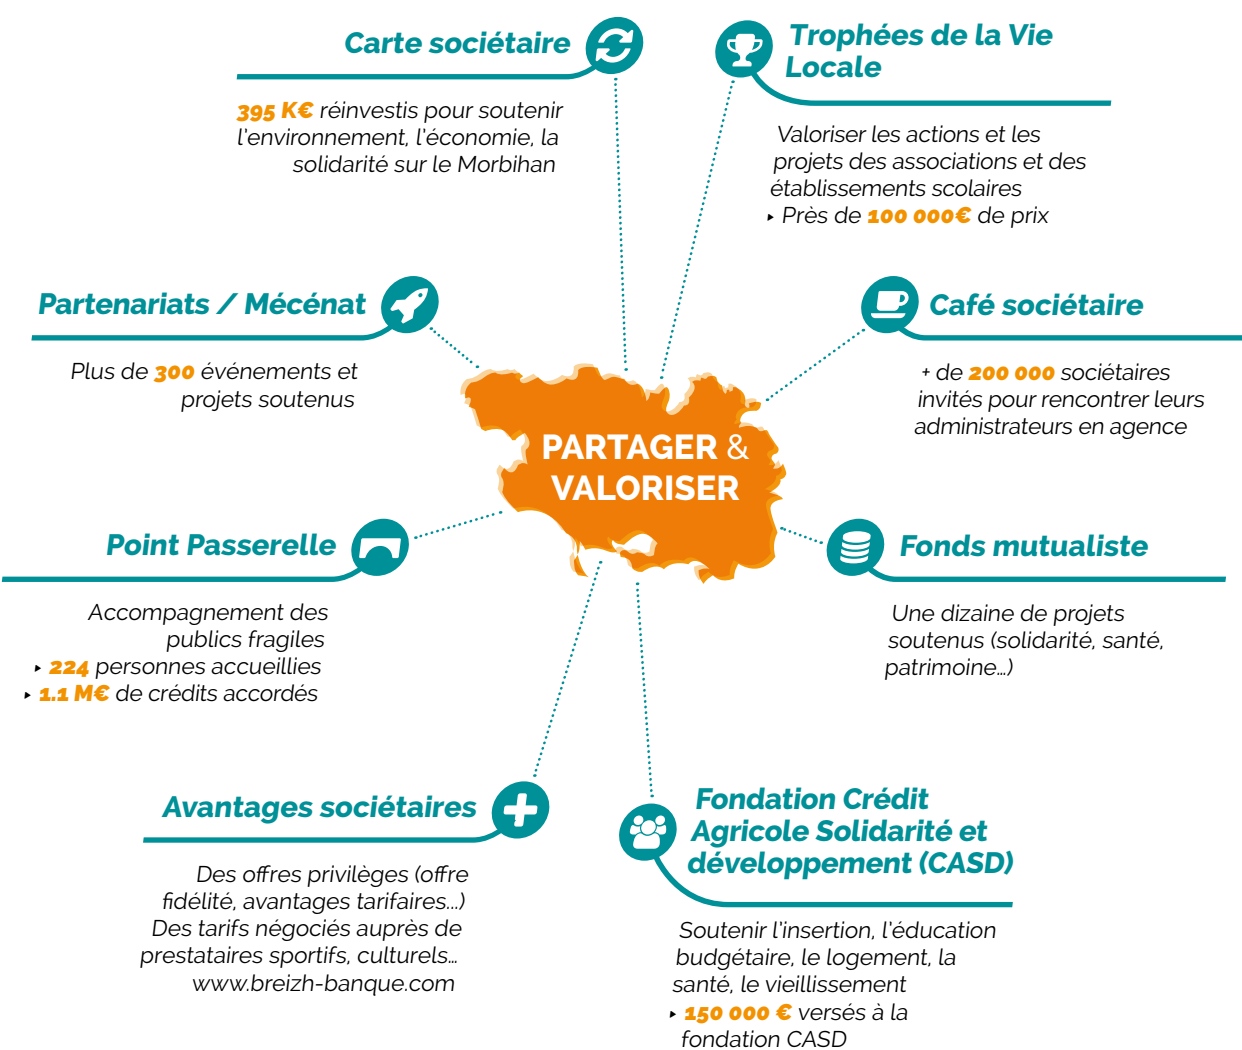 Carte sociétaire
395 K€ réinvestis pour soutenir
l'environnement, l'économie, la
solidarité sur le Morbihan
Trophées de la Vie
Locale
Valoriser les actions et les
projets des associations et des
établissements scolaires
‣ Près de 100 000€ de prix
Partenariats / Mécénat
Plus de 300 événements et
projets soutenus
Café sociétaire
+ de 200 000 sociétaires
invités pour rencontrer leurs
administrateurs en agence
PARTAGER &
VALORISER
Point Passerelle
Accompagnement des
publics fragiles
‣ 224 personnes accueillies
‣ 1.1 M€ de crédits accordés
Fonds mutualiste
Une dizaine de projets
soutenus (solidarité, santé,
patrimoine…)
Avantages sociétaires
Des offres privilèges (offre
fidélité, avantages tarifaires...)
Des tarifs négociés auprès de
prestataires sportifs, culturels…
www.breizh-banque.com
Fondation Crédit
Agricole Solidarité et
développement (CASD)
Soutenir l'insertion, l'éducation
budgétaire, le logement, la
santé, le vieillissement
‣ 150 000 € versés à la
fondation CASD